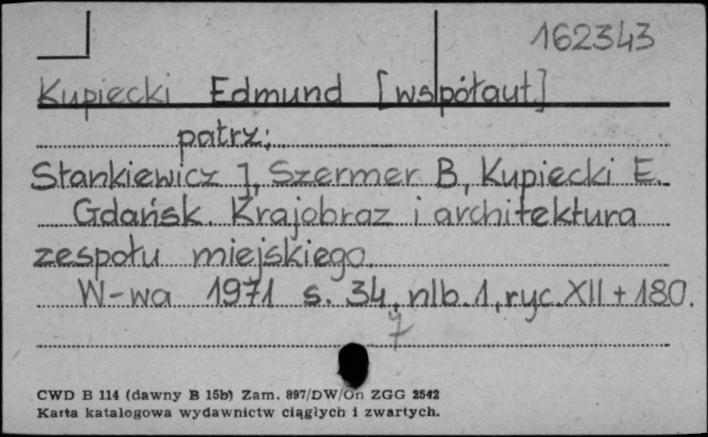 162343
Kupiecki Edmund [współaut.]
patrz:
Stankiewicz J, Szermer B, Kupiecki E.
Gdańsk. Krajobraz i architektura
zespołu miejskiego.
W-wa 1971 s. 34, nlb. 1, ryc. XII + 180.
CWD B 114 (dawny B 15b) Zam. 897/DW/On ZGG 2542
Karta katalogowa wydawnictw ciągłych i zwartych.